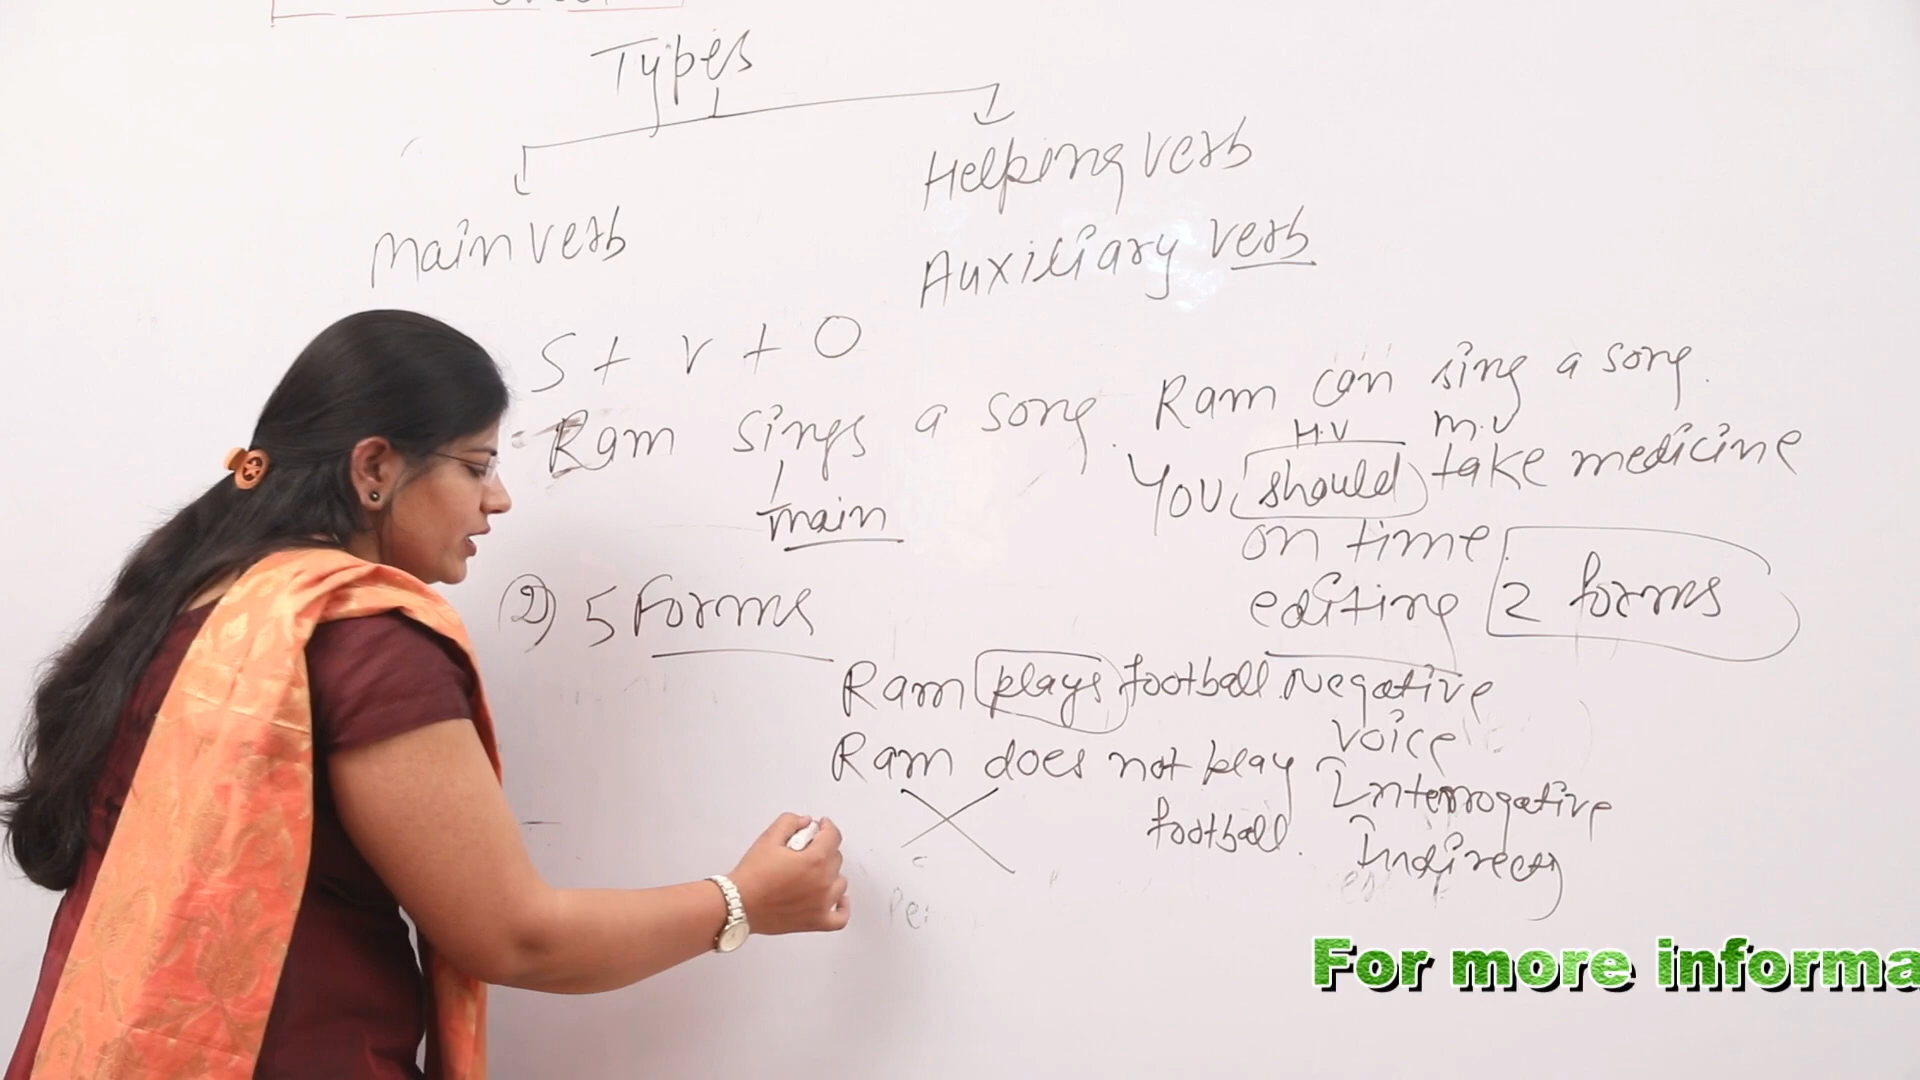 Types
Main verb
Helping verb
Auxiliary verb
S + V + O
Ram sings a song.
main
Ram can sing a song.
H.V m.v
You should take medicine
on time
2) 5 Forms
editing 2 forms
Ram plays football.
Ram does not play
football.
Negative
Voice
Interrogative
Indirect
For more informa